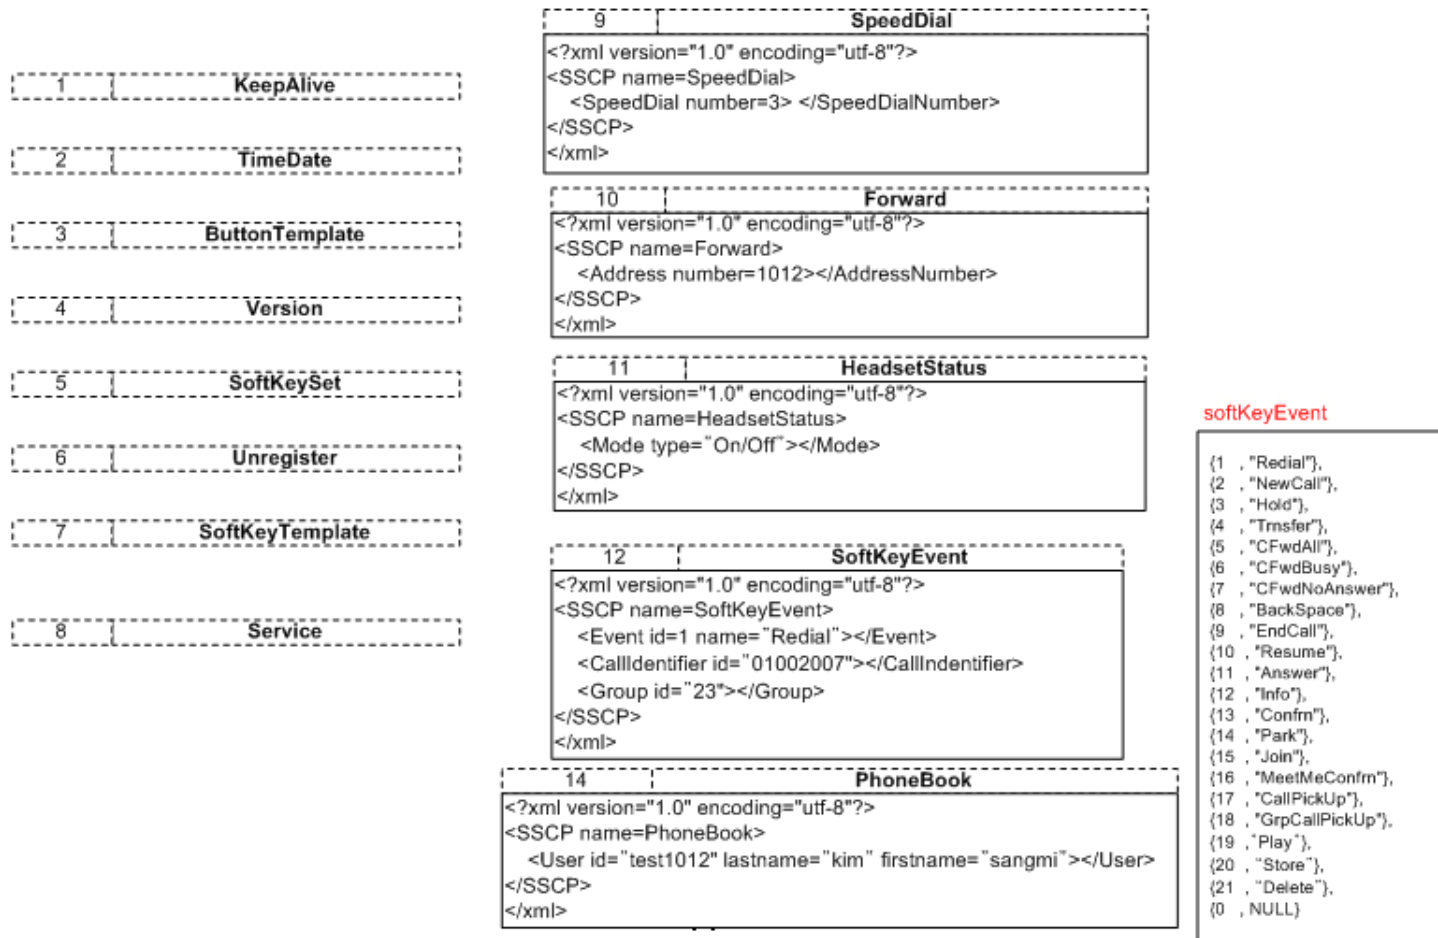 1 KeepAlive
2 TimeDate
3 ButtonTemplate
4 Version
5 SoftKeySet
6 Unregister
7 SoftKeyTemplate
8 Service
9 SpeedDial
<?xml version="1.0" encoding="utf-8"?>
<SSCP name=SpeedDial>
<SpeedDial number=3> </SpeedDialNumber>
</SSCP>
</xml>
10 Forward
<?xml version="1.0" encoding="utf-8"?>
<SSCP name=Forward>
<Address number=1012></AddressNumber>
</SSCP>
</xml>
11 HeadsetStatus
<?xml version="1.0" encoding="utf-8"?>
<SSCP name=HeadsetStatus>
<Mode type=¨On/Off¨></Mode>
</SSCP>
</xml>
12 SoftKeyEvent
<?xml version="1.0" encoding="utf-8"?>
<SSCP name=SoftKeyEvent>
<Event id=1 name=¨Redial¨></Event>
<CallIdentifier id=¨01002007"></CallIndentifier>
<Group id=¨23"></Group>
</SSCP>
</xml>
14 PhoneBook
<?xml version="1.0" encoding="utf-8"?>
<SSCP name=PhoneBook>
<User id=¨test1012" lastname=¨kim¨ firstname=¨sangmi¨></User>
</SSCP>
</xml>
softKeyEvent
{1 , "Redial"},
{2 , "NewCall"},
{3 , "Hold"},
{4 , "Trnsfer"},
{5 , "CFwdAll"},
{6 , "CFwdBusy"},
{7 , "CFwdNoAnswer"},
{8 , "BackSpace"},
{9 , "EndCall"},
{10 , "Resume"},
{11 , "Answer"},
{12 , "Info"},
{13 , "Confrn"},
{14 , "Park"},
{15 , "Join"},
{16 , "MeetMeConfrn"},
{17 , "CallPickUp"},
{18 , "GrpCallPickUp"},
{19 ,¨Play¨},
{20 , ¨Store¨},
{21 , ¨Delete¨},
{0 , NULL}